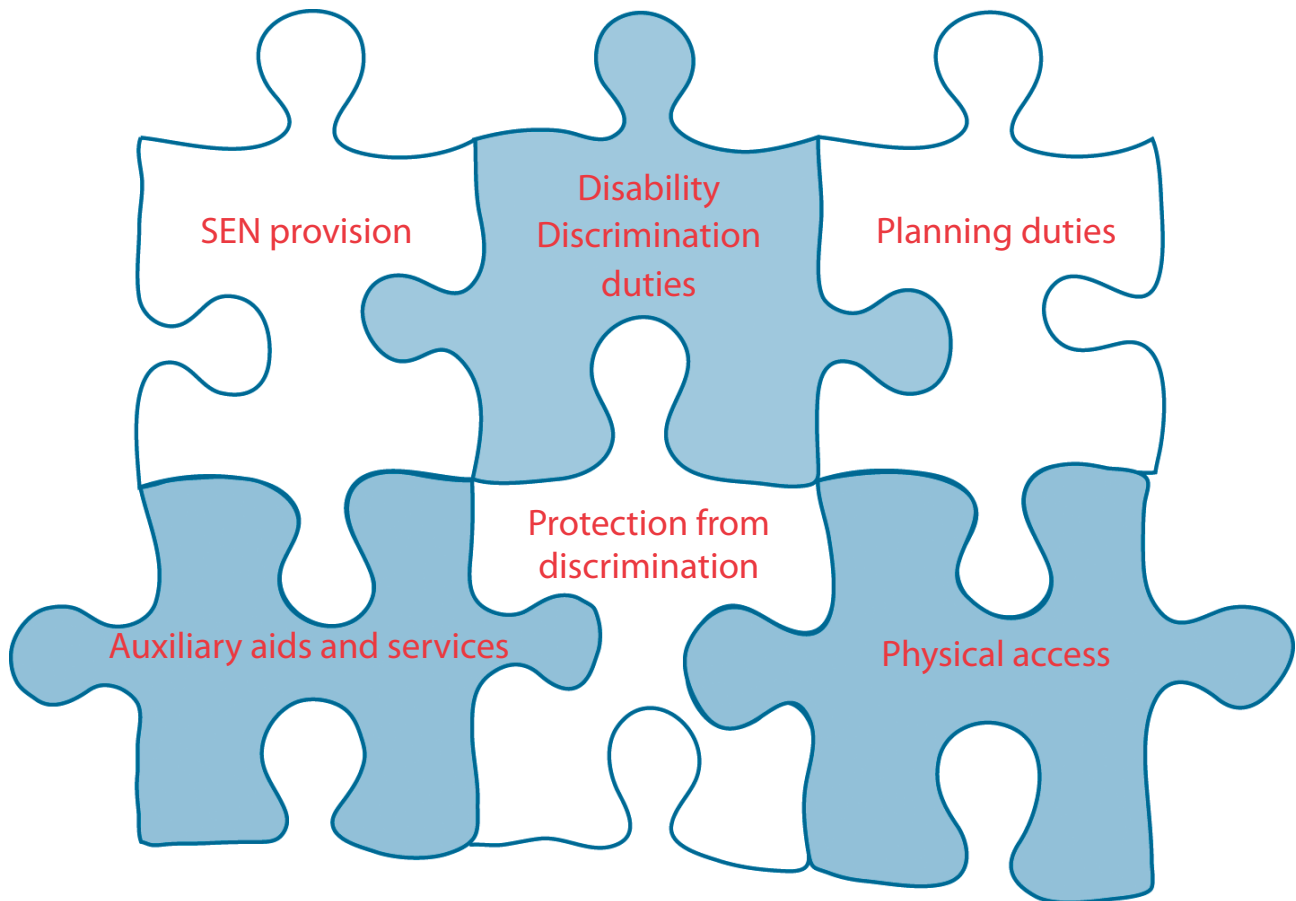 SEN provision
Disability
Discrimination
duties
Planning duties
Auxiliary aids and services
Protection from
discrimination
Physical access